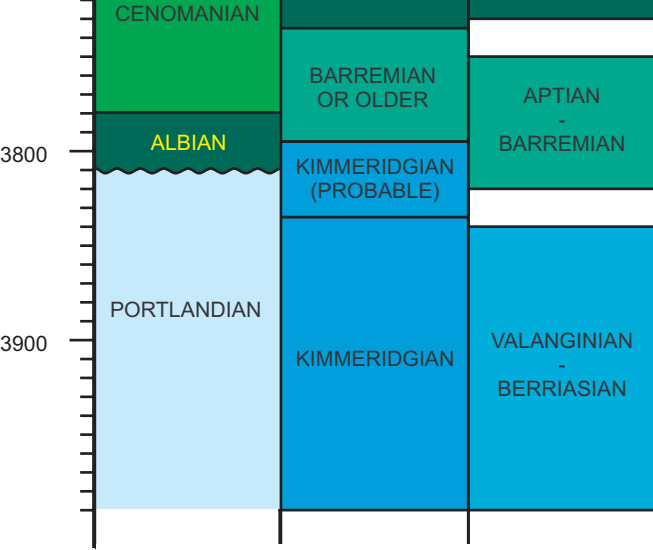 CENOMANIAN
ALBIAN
PORTLANDIAN
BARREMIAN
OR OLDER
KIMMERIDGIAN
(PROBABLE)
KIMMERIDGIAN
APTIAN
-
BARREMIAN
VALANGINIAN
-
BERRIASIAN
3800
3900